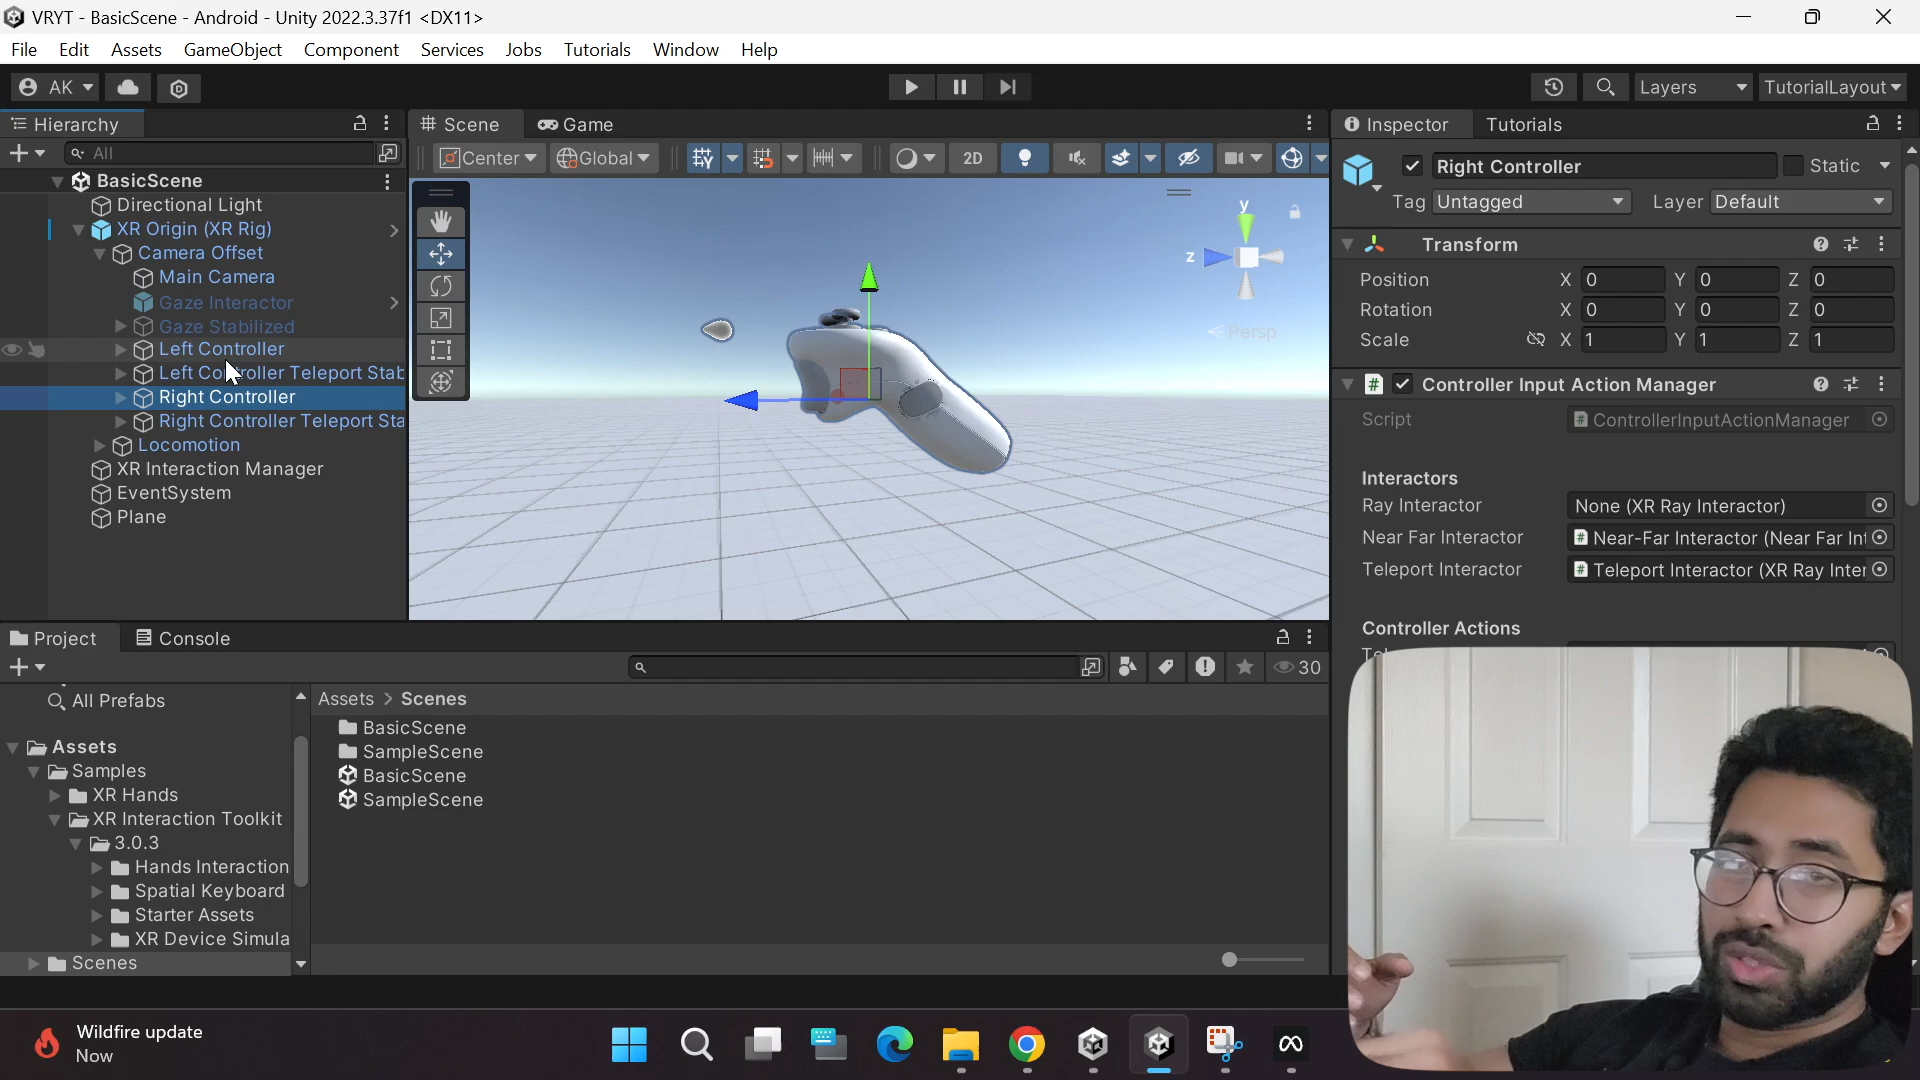 VRYT - BasicScene - Android - Unity 2022.3.37f1 <DX11>
File Edit Assets GameObject Component Services Jobs Tutorials Window Help
AK Layers TutorialLayout
Hierarchy
All
BasicScene
Directional Light
XR Origin (XR Rig)
Camera Offset
Main Camera
Gaze Interactor
Gaze Stabilized
Left Controller
Left Controller Teleport Stab
Right Controller
Right Controller Teleport Sta
Locomotion
XR Interaction Manager
EventSystem
Plane
Scene Game
Center Global 2D
y
z
Persp
Inspector Tutorials
Right Controller Static
Tag Untagged Layer Default
Transform
Position X 0 Y 0 Z 0
Rotation X 0 Y 0 Z 0
Scale X 1 Y 1 Z 1
Controller Input Action Manager
Script ControllerInputActionManager
Interactors
Ray Interactor None (XR Ray Interactor)
Near Far Interactor Near-Far Interactor (Near Far Int
Teleport Interactor Teleport Interactor (XR Ray Inter
Controller Actions
Project Console
30
All Prefabs
Assets
Samples
XR Hands
XR Interaction Toolkit
3.0.3
Hands Interaction
Spatial Keyboard
Starter Assets
XR Device Simula
Scenes
Assets > Scenes
BasicScene
SampleScene
BasicScene
SampleScene
Wildfire update
Now